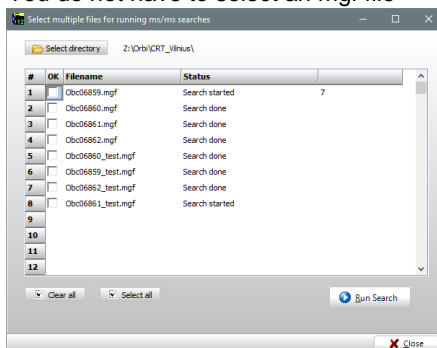 You do not have to select an mgf file
Select multiple files for running ms/ms searches
Select directory Z:\Orbi\CRT_Vilnius\
# OK Filename Status
1 Obc06859.mgf Search started 7
2 Obc06860.mgf Search done
3 Obc06861.mgf Search done
4 Obc06862.mgf Search done
5 Obc06860_test.mgf Search done
6 Obc06859_test.mgf Search done
7 Obc06862_test.mgf Search done
8 Obc06861_test.mgf Search started
9
10
11
12
Clear all Select all Run Search
Close